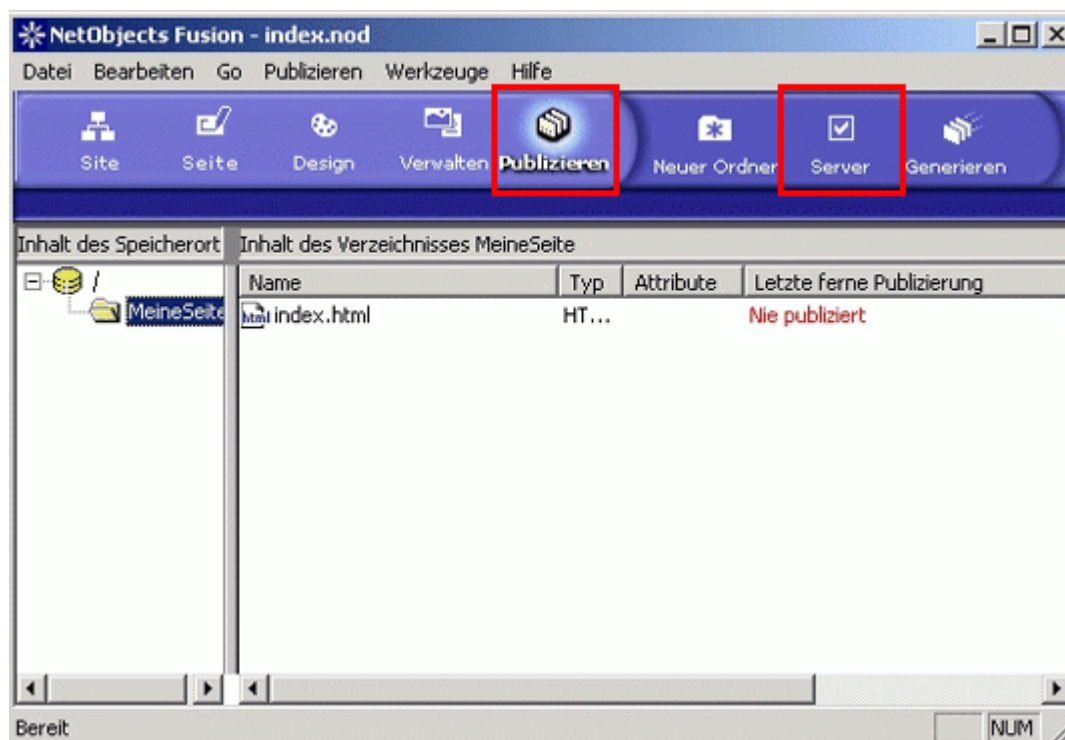 NetObjects Fusion - index.nod
Datei Bearbeiten Go Publizieren Werkzeuge Hilfe
Site Seite Design Verwalten Publizieren Neuer Ordner Server Generieren
Inhalt des Speicherort Inhalt des Verzeichnisses MeineSeite
/ Name Typ Attribute Letzte ferne Publizierung
MeineSeite html index.html HT... Nie publiziert
Bereit NUM